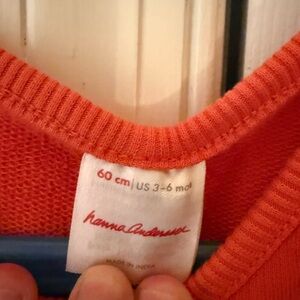 60 cm | US 3-6 mos
hanna andersson
MADE IN INDIA